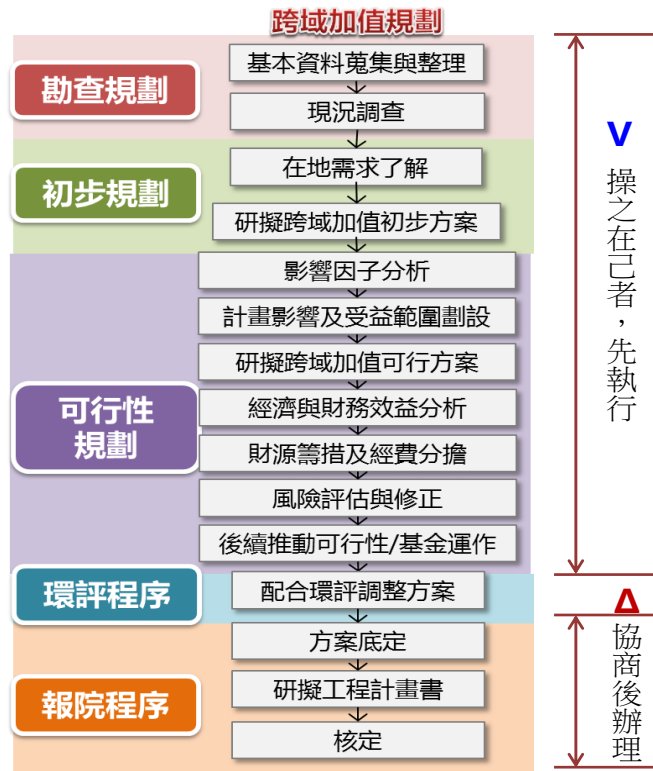 跨域加值規劃
勘查規劃
基本資料蒐集與整理
現況調查
初步規劃
在地需求了解
研擬跨域加值初步方案
可行性
規劃
影響因子分析
計畫影響及受益範圍劃設
研擬跨域加值可行方案
經濟與財務效益分析
財源籌措及經費分擔
風險評估與修正
後續推動可行性/基金運作
環評程序
配合環評調整方案
報院程序
方案底定
研擬工程計畫書
核定
V
操之在己者，先執行
Δ
協商後辦理